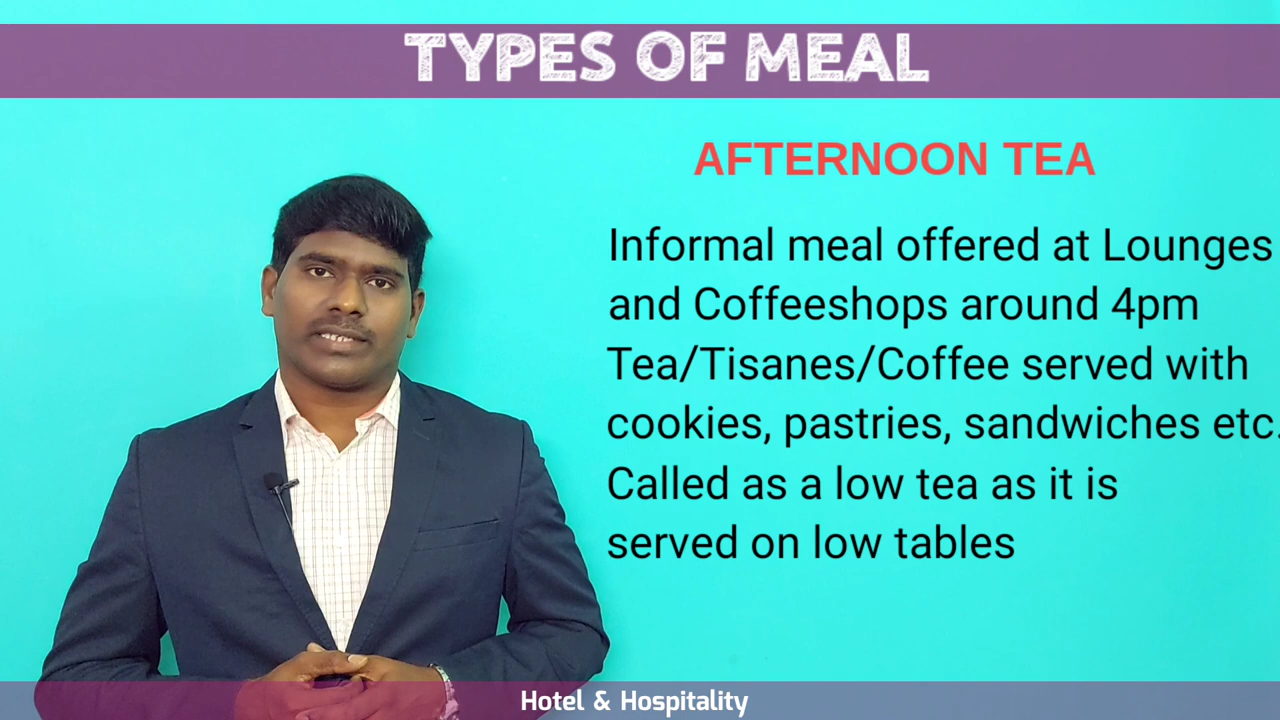 TYPES OF MEAL
AFTERNOON TEA
Informal meal offered at Lounges
and Coffeeshops around 4pm
Tea/Tisanes/Coffee served with
cookies, pastries, sandwiches etc.
Called as a low tea as it is
served on low tables
Hotel & Hospitality